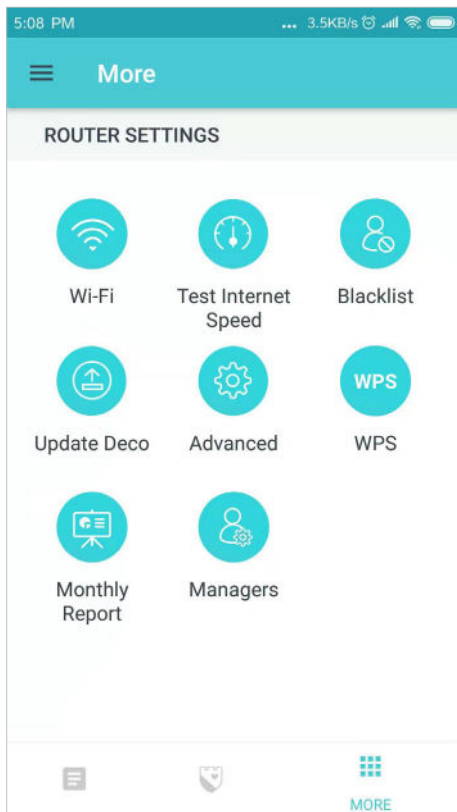 5:08 PM ... 3.5KB/s
More
ROUTER SETTINGS
Wi-Fi
Test Internet
Speed
Blacklist
Update Deco
Advanced
WPS
WPS
Monthly
Report
Managers
MORE